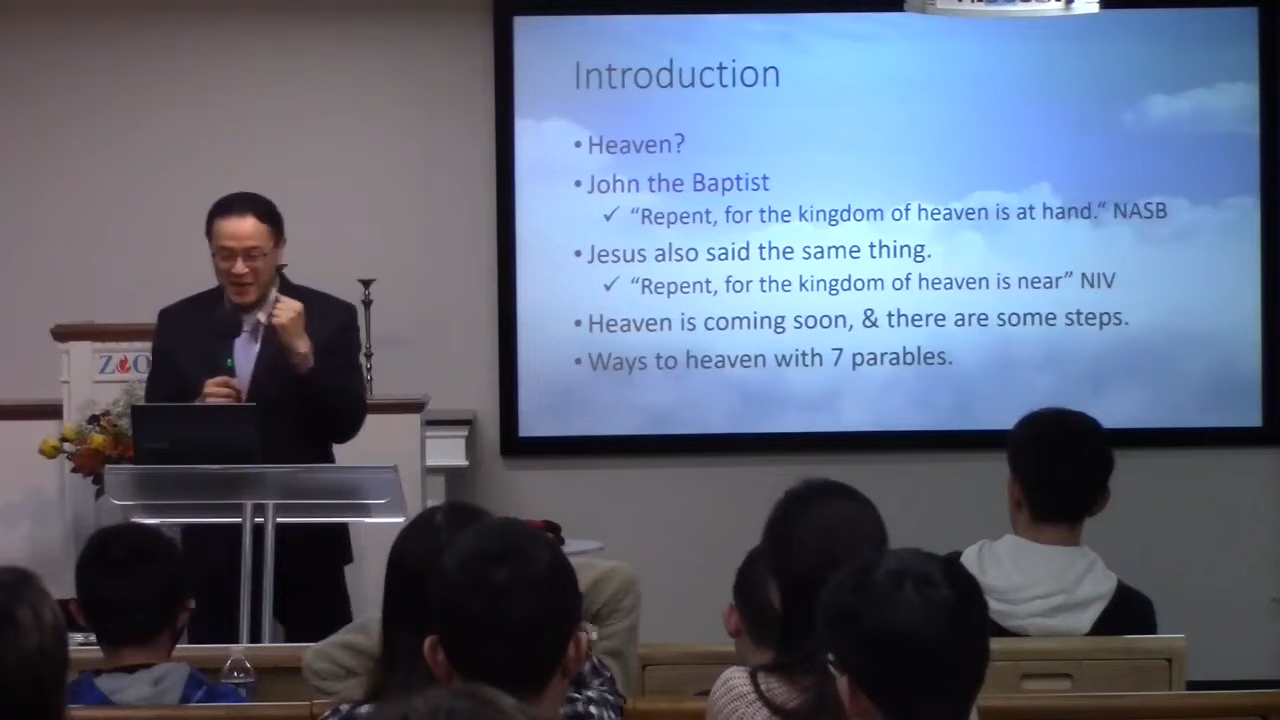 Introduction
• Heaven?
• John the Baptist
✓ “Repent, for the kingdom of heaven is at hand.“ NASB
• Jesus also said the same thing.
✓ “Repent, for the kingdom of heaven is near” NIV
• Heaven is coming soon, & there are some steps.
• Ways to heaven with 7 parables.